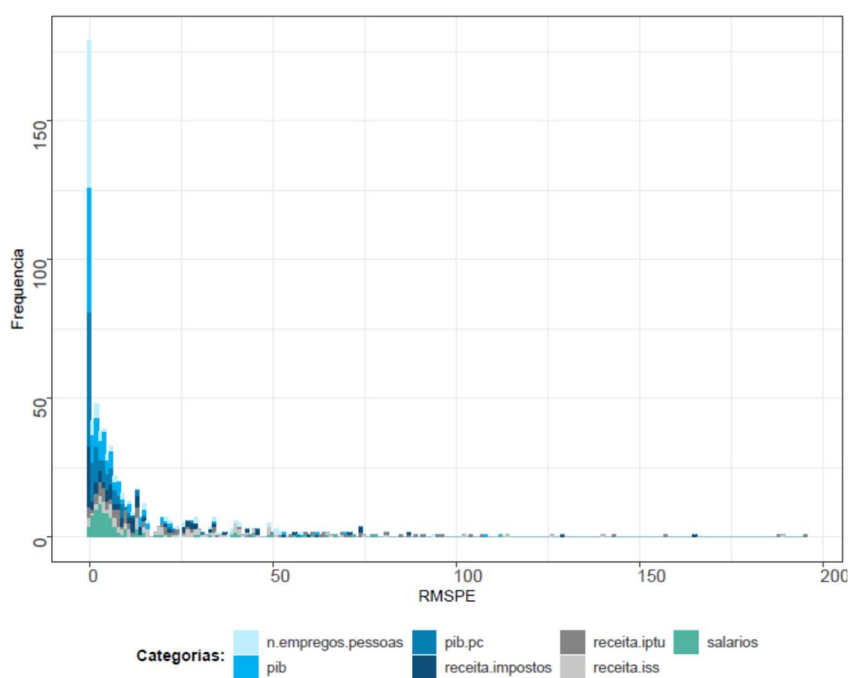 150
100
50
0
Frequencia
0 50 100 150 200
RMSPE
Categorias:
n.empregos.pessoas pib.pc receita.iptu salarios
pib receita.impostos receita.iss